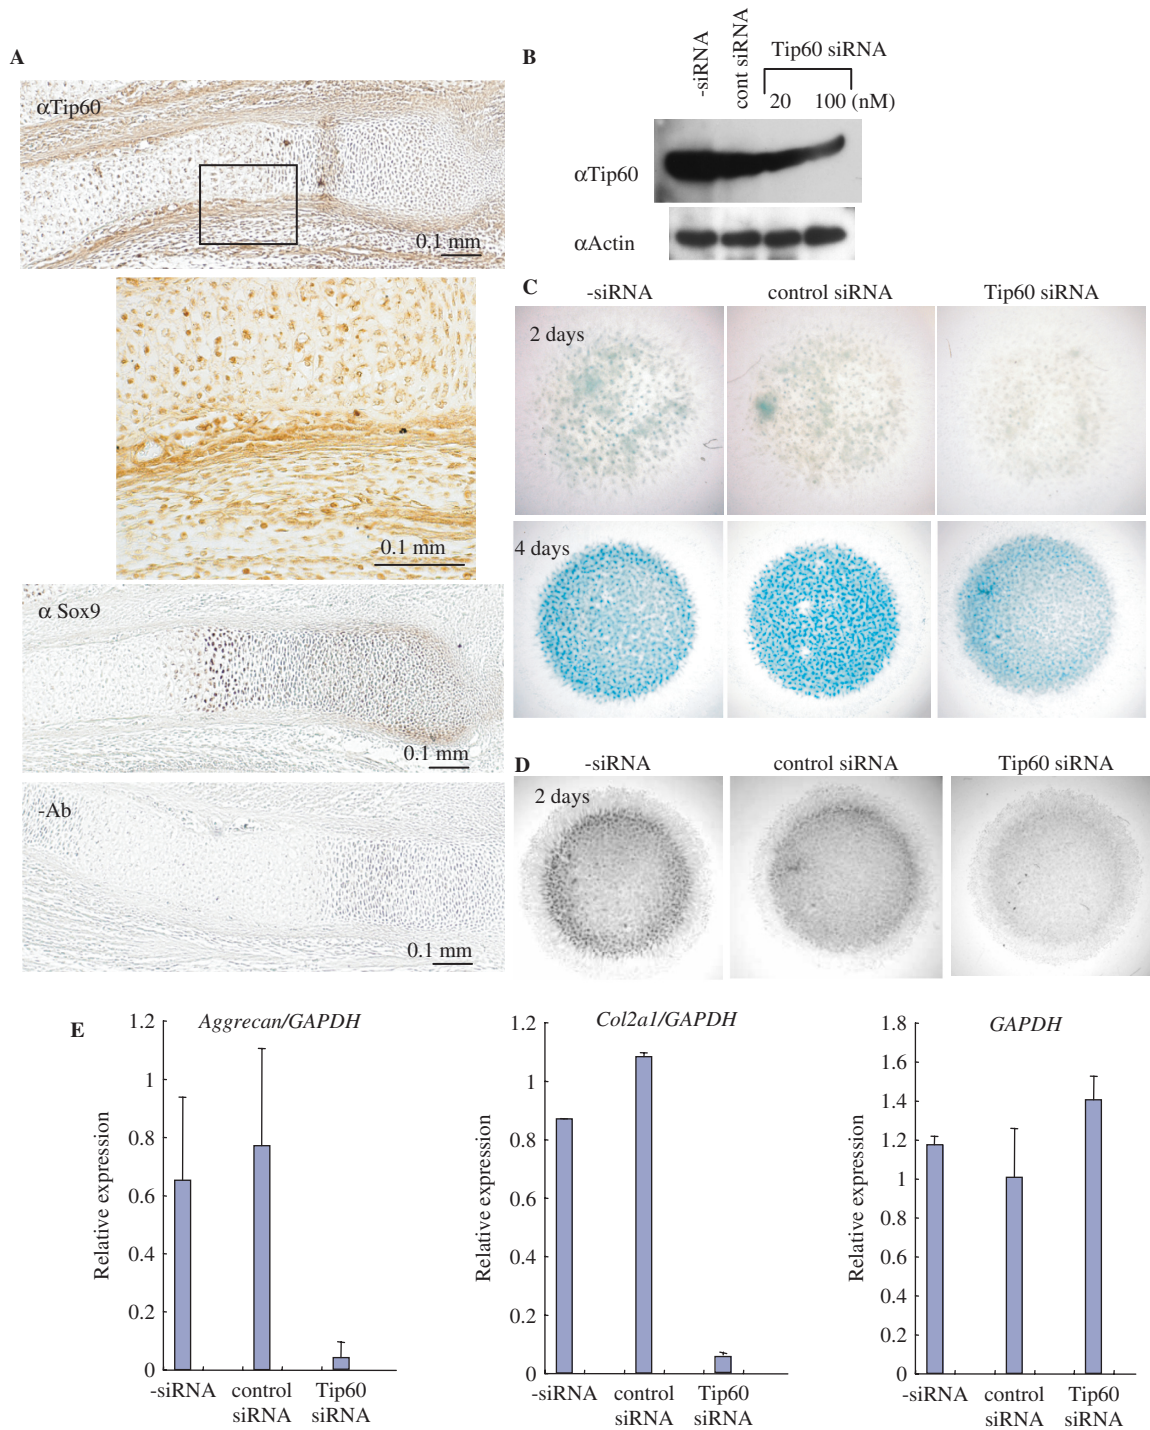 A
αTip60
0.1 mm
0.1 mm
α Sox9
0.1 mm
-Ab
0.1 mm
B
-siRNA
cont siRNA
Tip60 siRNA
20 100 (nM)
αTip60
αActin
C
-siRNA control siRNA Tip60 siRNA
2 days
4 days
D
-siRNA control siRNA Tip60 siRNA
2 days
E
Aggrecan/GAPDH
Relative expression
1.2
1
0.8
0.6
0.4
0.2
0
-siRNA control siRNA Tip60 siRNA
Col2a1/GAPDH
Relative expression
1.2
1
0.8
0.6
0.4
0.2
0
-siRNA control siRNA Tip60 siRNA
GAPDH
Relative expression
1.8
1.6
1.4
1.2
1
0.8
0.6
0.4
0.2
0
-siRNA control siRNA Tip60 siRNA